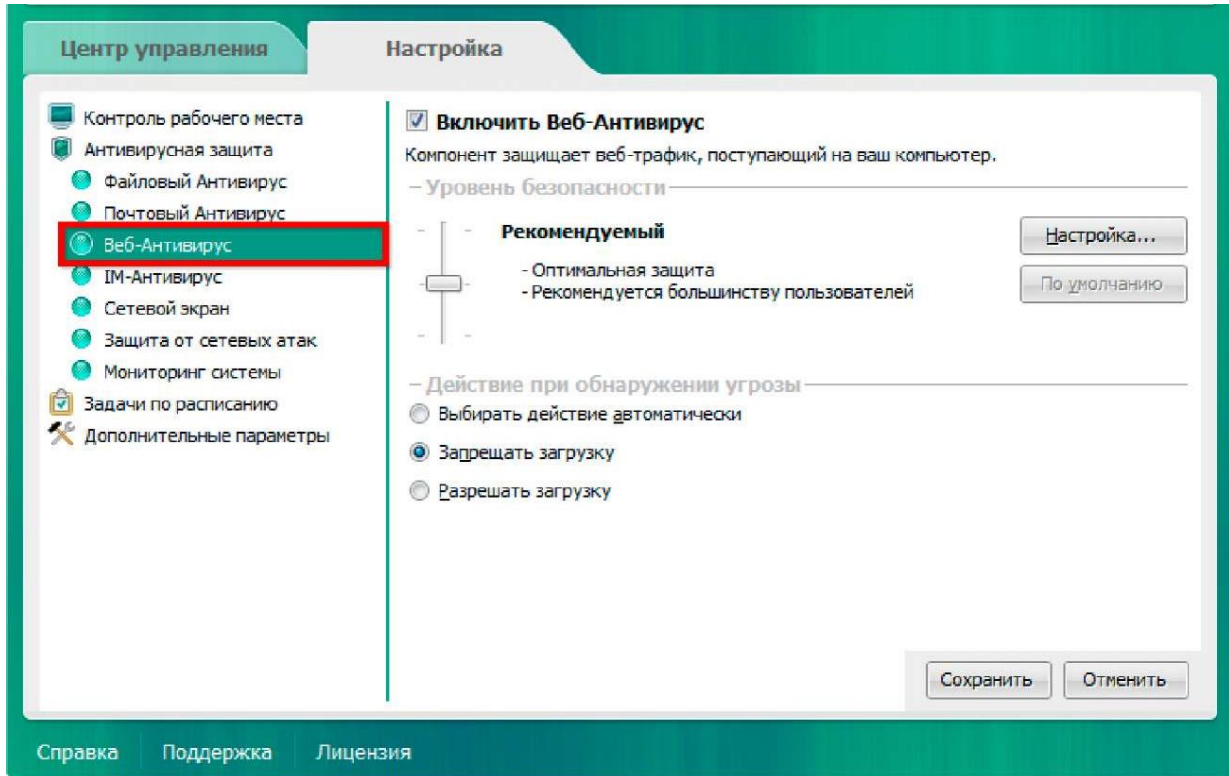 Центр управления
Настройка
Контроль рабочего места
Антивирусная защита
Файловый Антивирус
Почтовый Антивирус
Веб-Антивирус
IM-Антивирус
Сетевой экран
Защита от сетевых атак
Мониторинг системы
Задачи по расписанию
Дополнительные параметры
Включить Веб-Антивирус
Компонент защищает веб-трафик, поступающий на ваш компьютер.
Уровень безопасности
Рекомендуемый
- Оптимальная защита
- Рекомендуется большинству пользователей
Настройка...
По умолчанию
Действие при обнаружении угрозы
Выбирать действие автоматически
Запрещать загрузку
Разрешать загрузку
Сохранить
Отменить
Справка
Поддержка
Лицензия